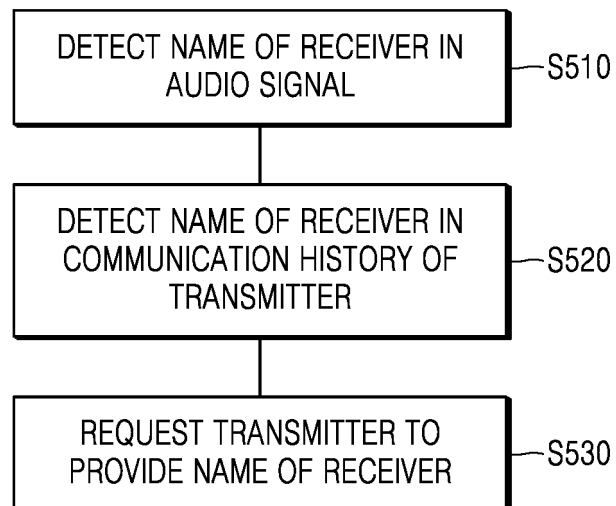 DETECT NAME OF RECEIVER IN
AUDIO SIGNAL
S510
DETECT NAME OF RECEIVER IN
COMMUNICATION HISTORY OF
TRANSMITTER
S520
REQUEST TRANSMITTER TO
PROVIDE NAME OF RECEIVER
S530